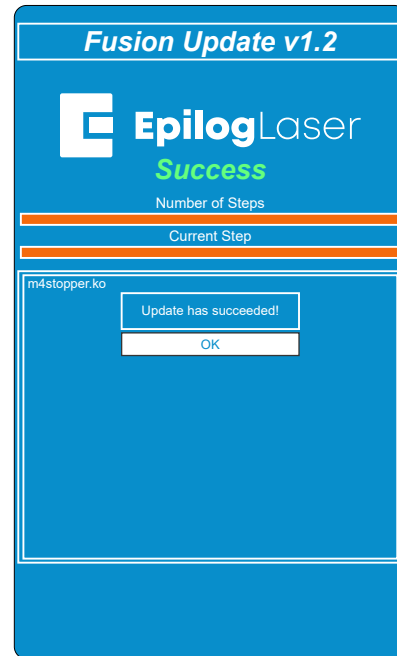 Fusion Update v1.2
EpilogLaser
Success
Number of Steps
Current Step
m4stopper.ko
Update has succeeded!
OK